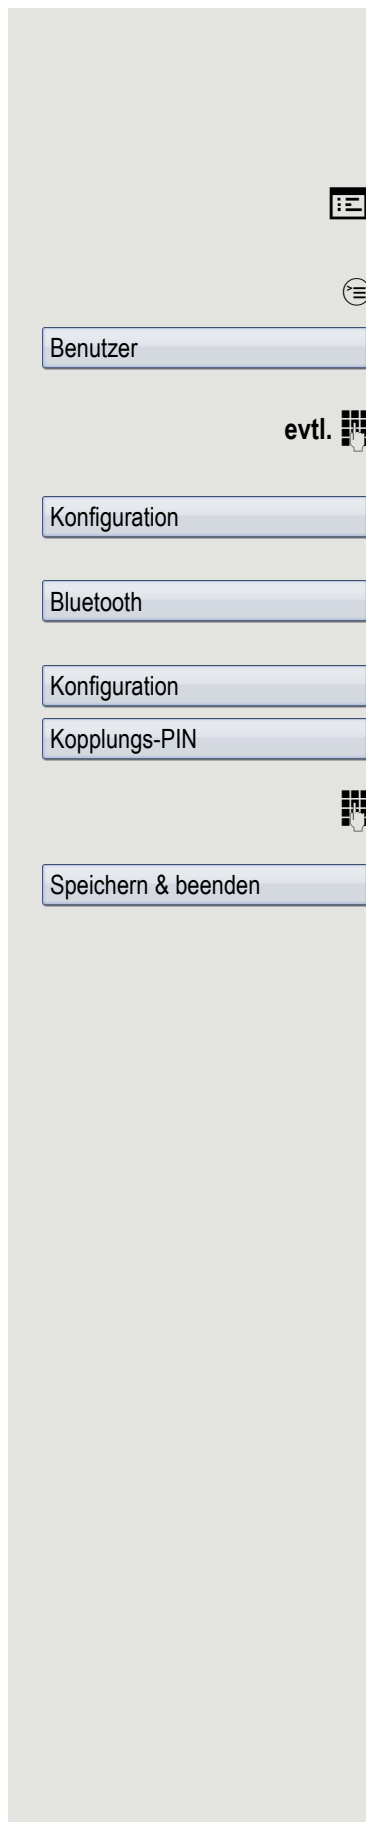 Benutzer
evtl.
Konfiguration
Bluetooth
Konfiguration
Kopplungs-PIN
Speichern & beenden